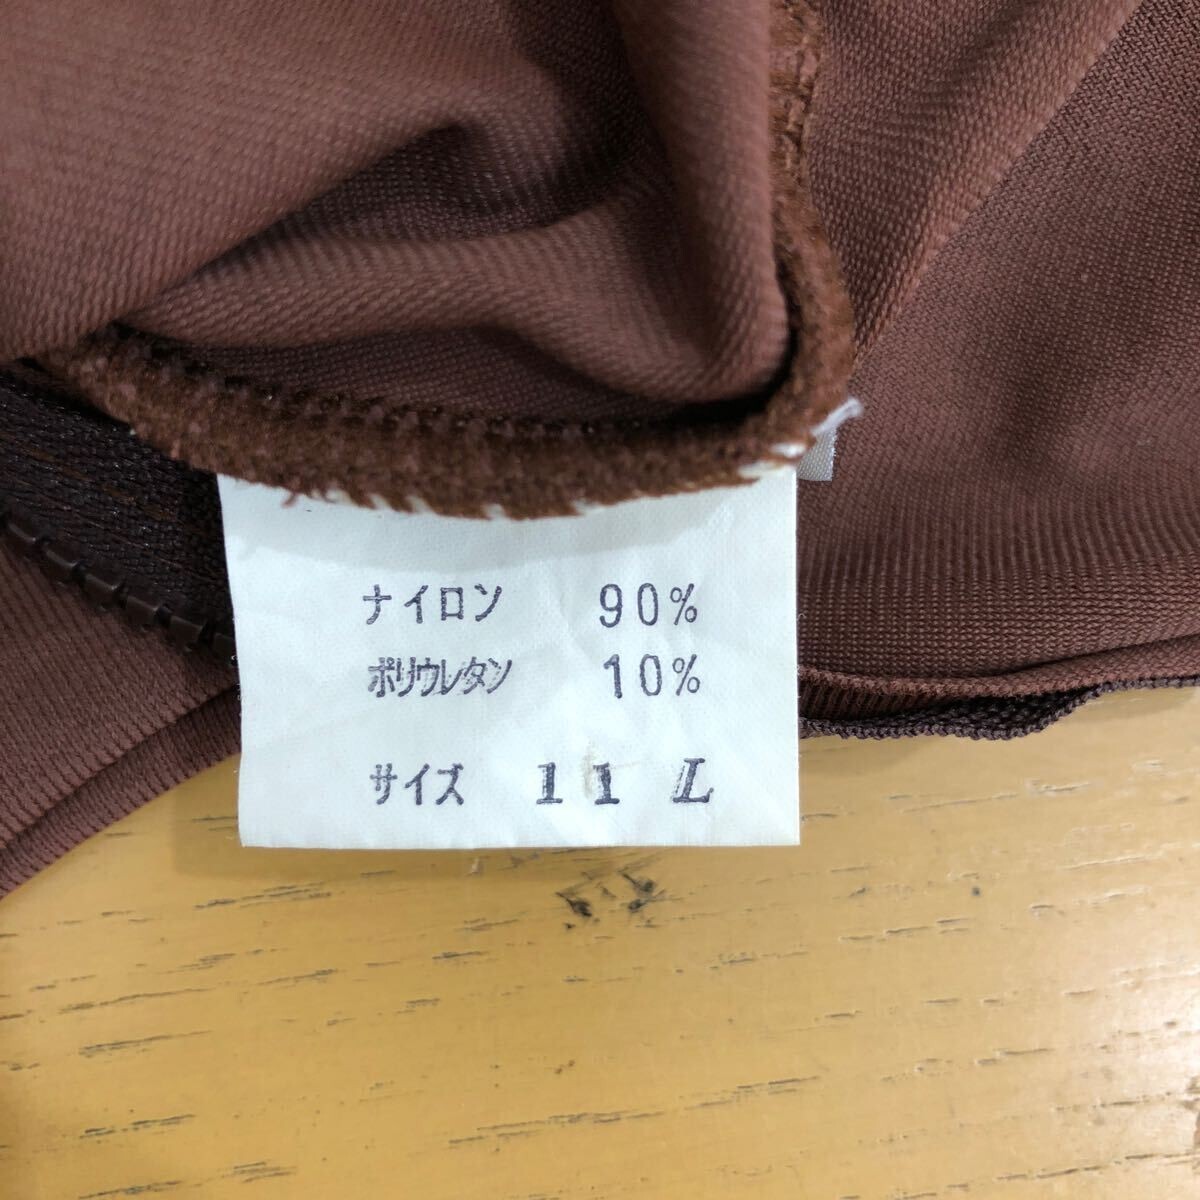 ナイロン 90%
ポリウレタン 10%
サイズ 11 L